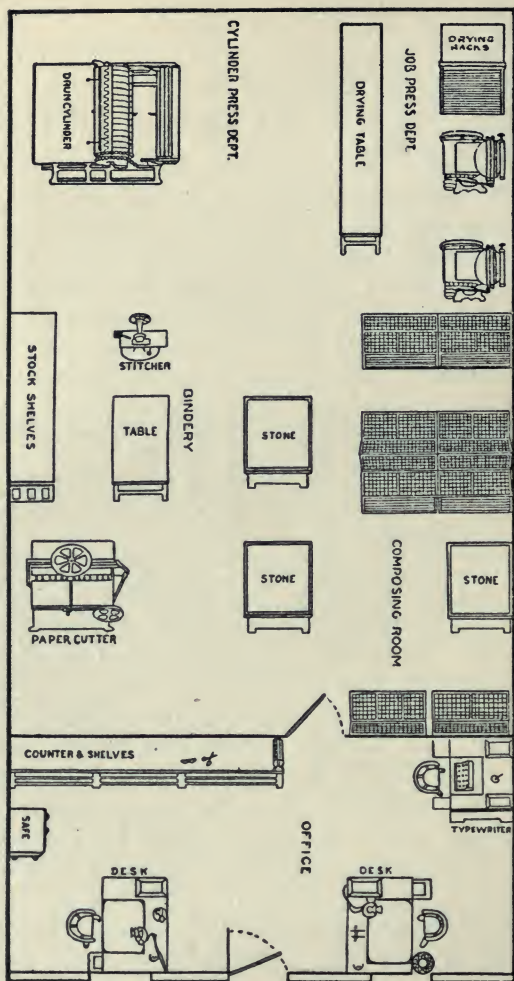 DRYING
RACKS
CYLINDER PRESS DEPT.
JOB PRESS DEPT.
DRUM CYLINDER
DRYING TABLE
STITCHER
STOCK SHELVES
BINDERY
TABLE
STONE
STONE
COMPOSING ROOM
STONE
PAPER CUTTER
COUNTER & SHELVES
TYPEWRITER
SAFE
OFFICE
DESK
DESK